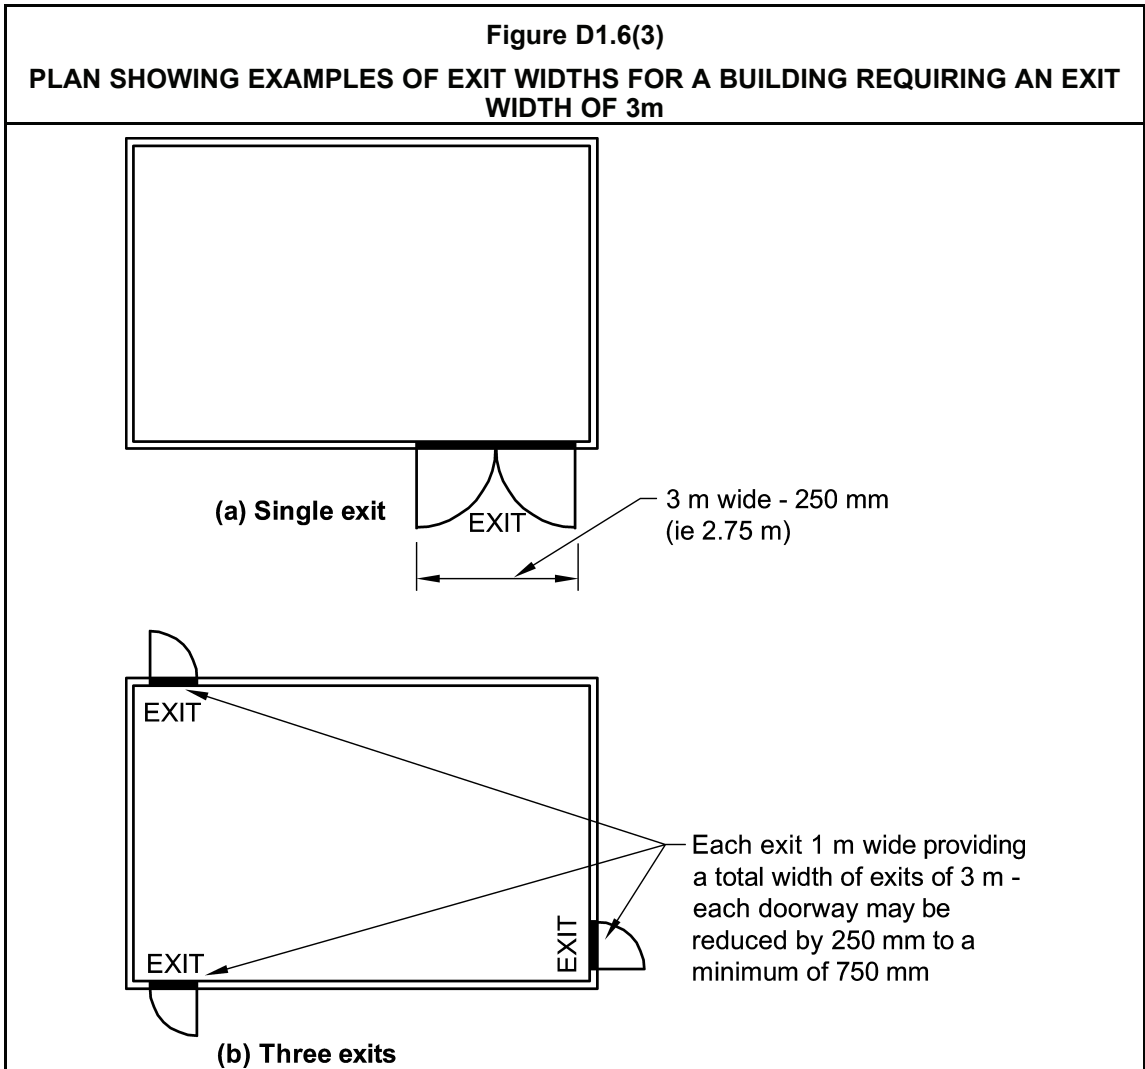 Figure D1.6(3)
PLAN SHOWING EXAMPLES OF EXIT WIDTHS FOR A BUILDING REQUIRING AN EXIT
WIDTH OF 3m
(a) Single exit
EXIT
3 m wide - 250 mm
(ie 2.75 m)
EXIT
Each exit 1 m wide providing
a total width of exits of 3 m -
each doorway may be
reduced by 250 mm to a
minimum of 750 mm
EXIT
EXIT
(b) Three exits